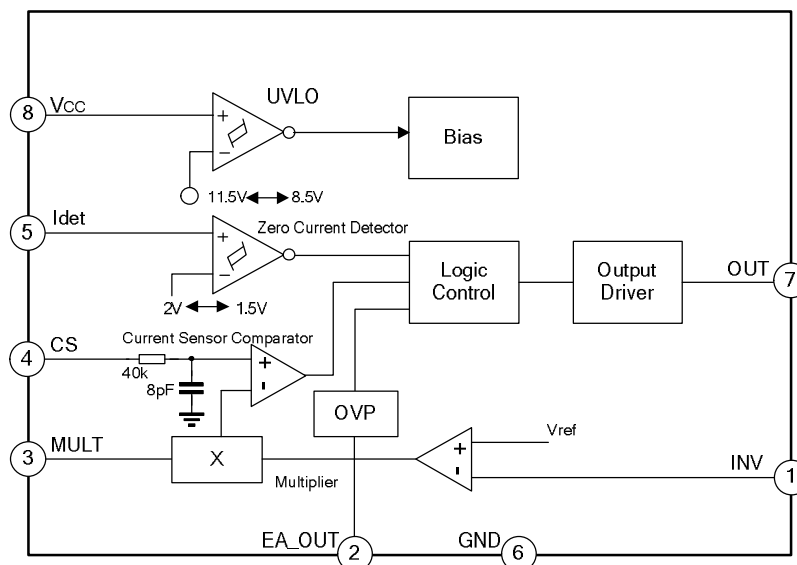 UVLO
8 VCC
+
−
Bias
11.5V 8.5V
5 Idet
Zero Current Detector
+
−
Logic
Control
Output
Driver
OUT 7
2V 1.5V
4 CS
Current Sensor Comparator
40k
8pF
+
-
OVP
3 MULT
X
Multiplier
+
-
Vref
INV 1
EA_OUT 2
GND 6